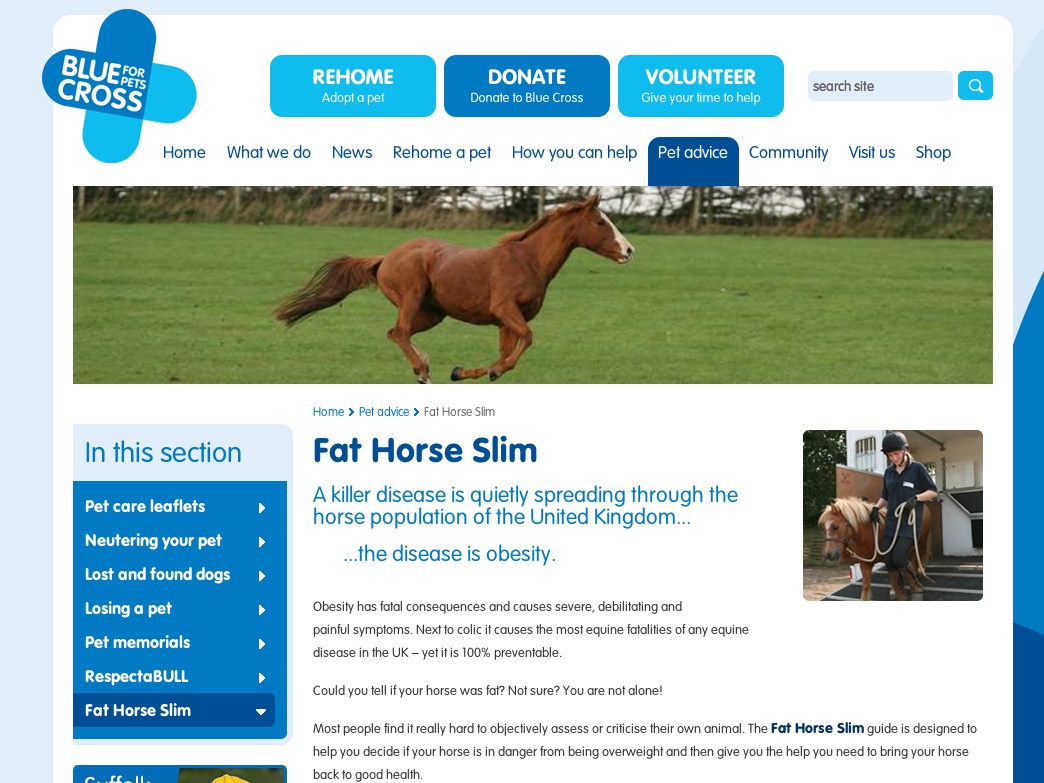 BLUE FOR PETS
CROSS
REHOME
Adopt a pet
DONATE
Donate to Blue Cross
VOLUNTEER
Give your time to help
search site
Home What we do News Rehome a pet How you can help Pet advice Community Visit us Shop
Home Pet advice Fat Horse Slim
In this section
Pet care leaflets
Neutering your pet
Lost and found dogs
Losing a pet
Pet memorials
RespectaBULL
Fat Horse Slim
Suffolk
Fat Horse Slim
A killer disease is quietly spreading through the
horse population of the United Kingdom...
...the disease is obesity.
Obesity has fatal consequences and causes severe, debilitating and
painful symptoms. Next to colic it causes the most equine fatalities of any equine
disease in the UK – yet it is 100% preventable.
Could you tell if your horse was fat? Not sure? You are not alone!
Most people find it really hard to objectively assess or criticise their own animal. The Fat Horse Slim guide is designed to
help you decide if your horse is in danger from being overweight and then give you the help you need to bring your horse
back to good health.